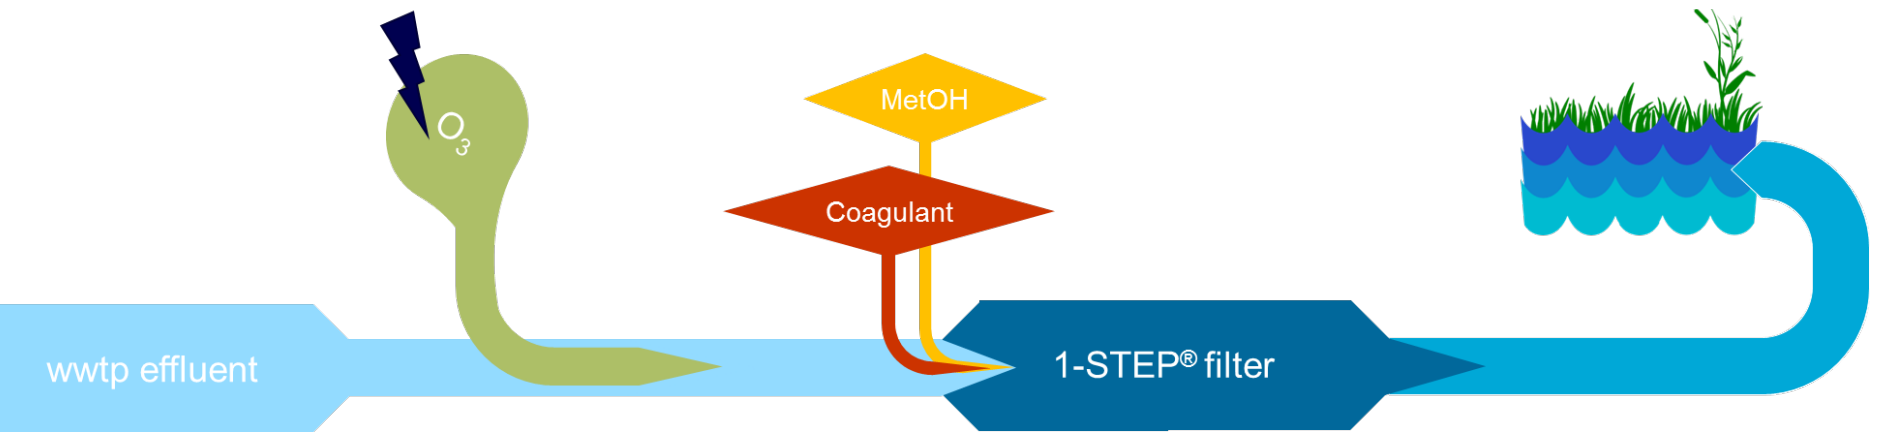 O₃
MetOH
Coagulant
wwtp effluent
1-STEP® filter